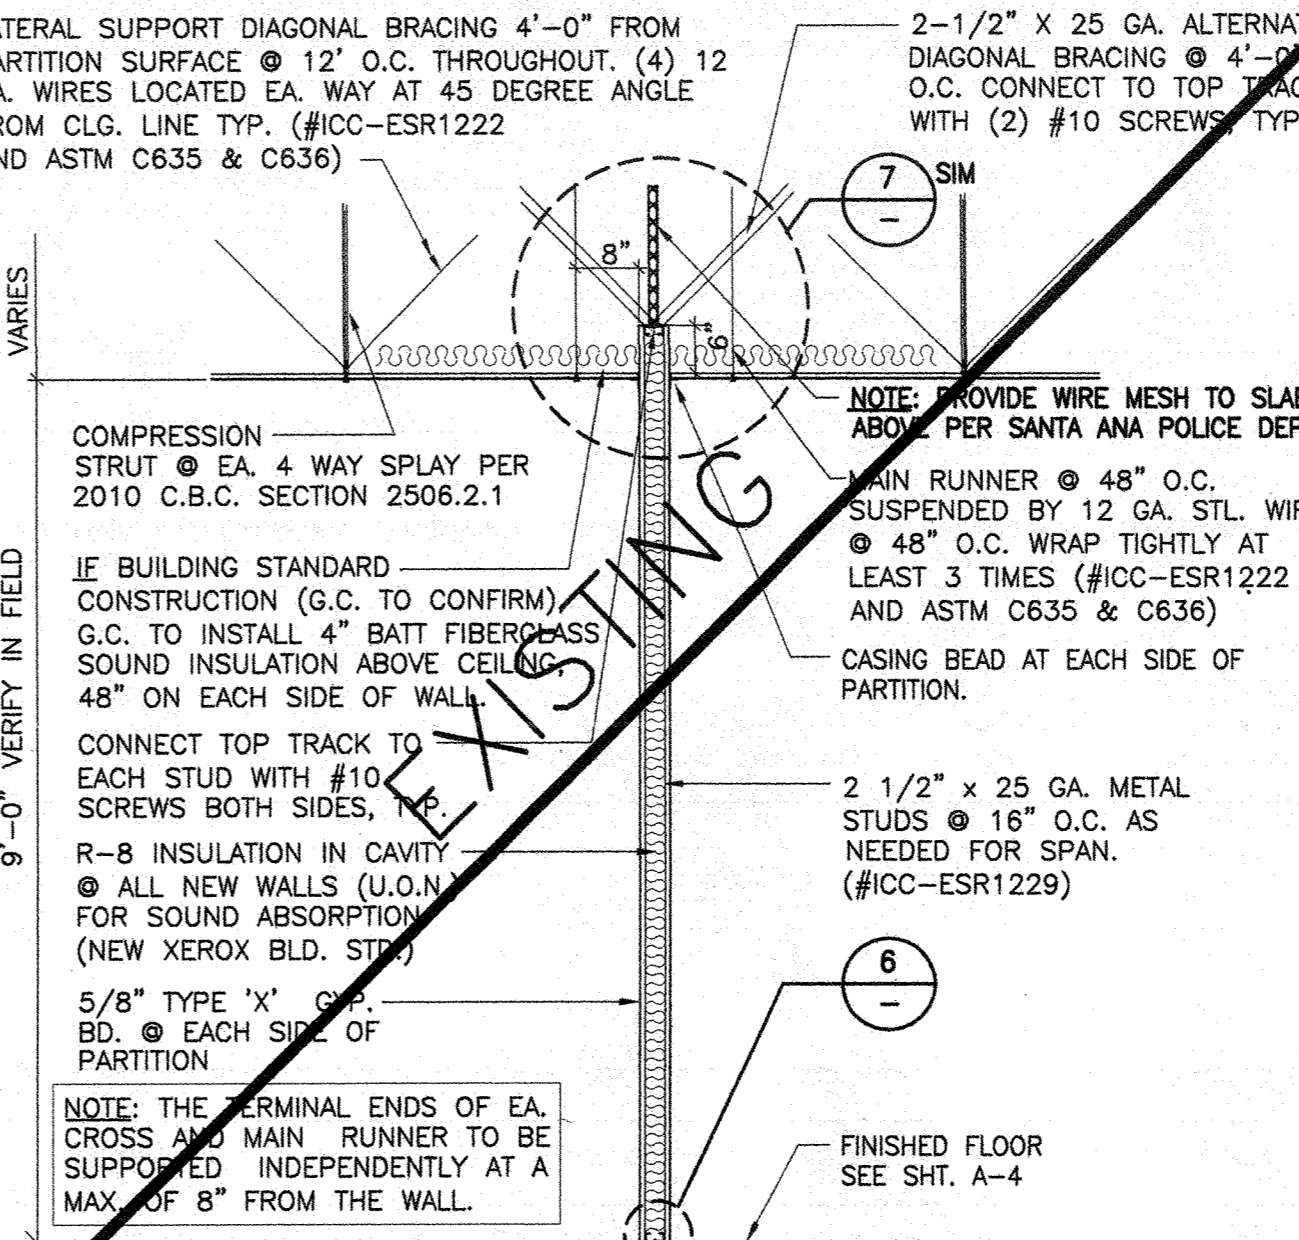 ATERAL SUPPORT DIAGONAL BRACING 4'-0" FROM
ARTITION SURFACE @ 12' O.C. THROUGHOUT. (4) 12
A. WIRES LOCATED EA. WAY AT 45 DEGREE ANGLE
ROM CLG. LINE TYP. (#ICC-ESR1222
ND ASTM C635 & C636)
2-1/2" X 25 GA. ALTERNAT
DIAGONAL BRACING @ 4'-0"
O.C. CONNECT TO TOP TRAC
WITH (2) #10 SCREWS, TYP
7
-
SIM
8"
6"
VARIES
9'-0" VERIFY IN FIELD
COMPRESSION
STRUT @ EA. 4 WAY SPLAY PER
2010 C.B.C. SECTION 2506.2.1
IF BUILDING STANDARD
CONSTRUCTION (G.C. TO CONFIRM),
G.C. TO INSTALL 4" BATT FIBERGLASS
SOUND INSULATION ABOVE CEILING,
48" ON EACH SIDE OF WALL.
CONNECT TOP TRACK TO
EACH STUD WITH #10
SCREWS BOTH SIDES, TYP.
R-8 INSULATION IN CAVITY
@ ALL NEW WALLS (U.O.N.)
FOR SOUND ABSORPTION
(NEW XEROX BLD. STD.)
5/8" TYPE 'X' GYP.
BD. @ EACH SIDE OF
PARTITION
NOTE: THE TERMINAL ENDS OF EA.
CROSS AND MAIN RUNNER TO BE
SUPPORTED INDEPENDENTLY AT A
MAX. OF 8" FROM THE WALL.
EXISTING
NOTE: PROVIDE WIRE MESH TO SLAB
ABOVE PER SANTA ANA POLICE DEP
MAIN RUNNER @ 48" O.C.
SUSPENDED BY 12 GA. STL. WIR
@ 48" O.C. WRAP TIGHTLY AT
LEAST 3 TIMES (#ICC-ESR1222
AND ASTM C635 & C636)
CASING BEAD AT EACH SIDE OF
PARTITION.
2 1/2" x 25 GA. METAL
STUDS @ 16" O.C. AS
NEEDED FOR SPAN.
(#ICC-ESR1229)
6
-
FINISHED FLOOR
SEE SHT. A-4